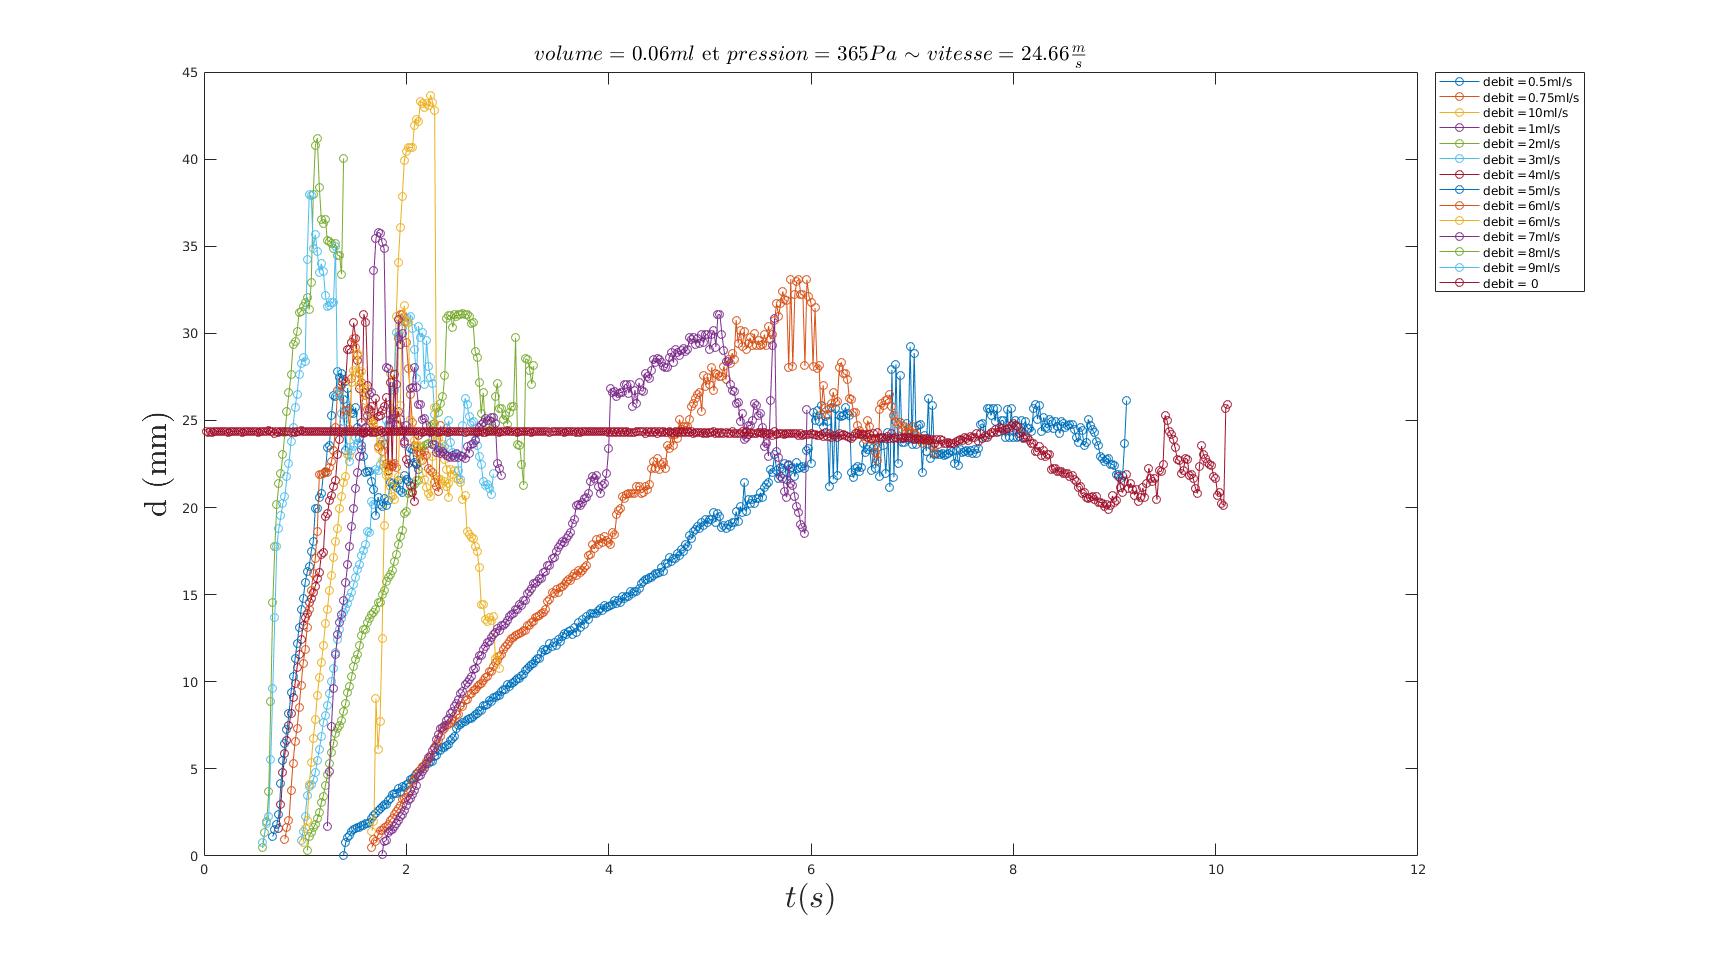 volume = 0.06ml et pression = 365Pa ∼ vitesse = 24.66 m/s
45
40
35
30
25
20
15
10
5
0
d (mm)
0 2 4 6 8 10 12
t(s)
debit =0.5ml/s
debit =0.75ml/s
debit =10ml/s
debit =1ml/s
debit =2ml/s
debit =3ml/s
debit =4ml/s
debit =5ml/s
debit =6ml/s
debit =6ml/s
debit =7ml/s
debit =8ml/s
debit =9ml/s
debit = 0